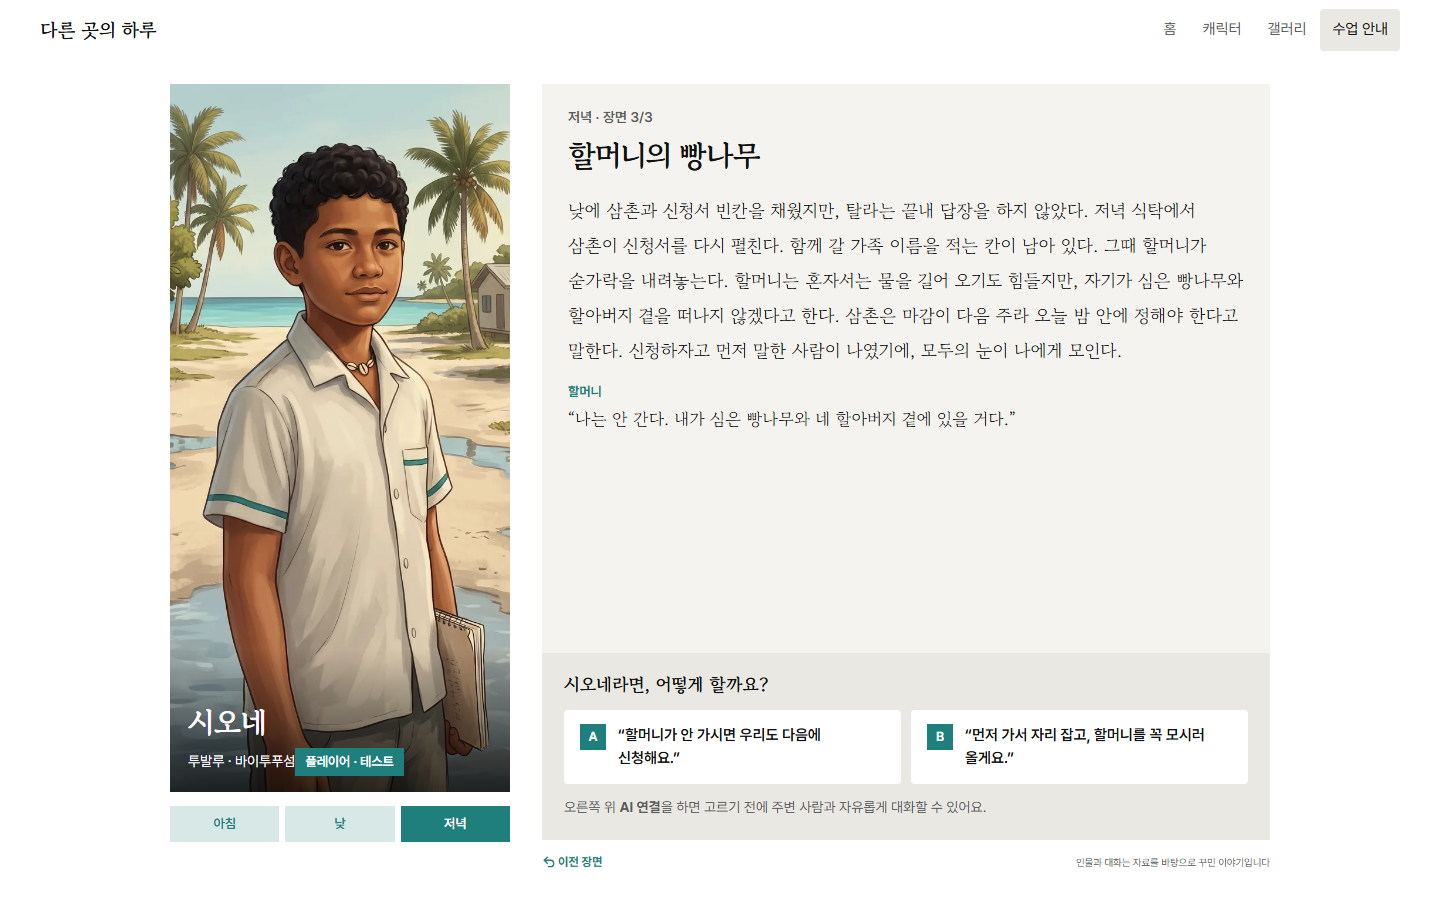 다른 곳의 하루
홈 캐릭터 갤러리 수업 안내
시오네
투발루 · 바이투푸섬 플레이어 · 테스트
아침 낮 저녁
저녁 · 장면 3/3
할머니의 빵나무
낮에 삼촌과 신청서 빈칸을 채웠지만, 탈라는 끝내 답장을 하지 않았다. 저녁 식탁에서
삼촌이 신청서를 다시 펼친다. 함께 갈 가족 이름을 적는 칸이 남아 있다. 그때 할머니가
숟가락을 내려놓는다. 할머니는 혼자서는 물을 길어 오기도 힘들지만, 자기가 심은 빵나무와
할아버지 곁을 떠나지 않겠다고 한다. 삼촌은 마감이 다음 주라 오늘 밤 안에 정해야 한다고
말한다. 신청하자고 먼저 말한 사람이 나였기에, 모두의 눈이 나에게 모인다.
할머니
“나는 안 간다. 내가 심은 빵나무와 네 할아버지 곁에 있을 거다.”
시오네라면, 어떻게 할까요?
A “할머니가 안 가시면 우리도 다음에
신청해요.”
B “먼저 가서 자리 잡고, 할머니를 꼭 모시러
올게요.”
오른쪽 위 AI 연결을 하면 고르기 전에 주변 사람과 자유롭게 대화할 수 있어요.
이전 장면
인물과 대화는 자료를 바탕으로 꾸민 이야기입니다